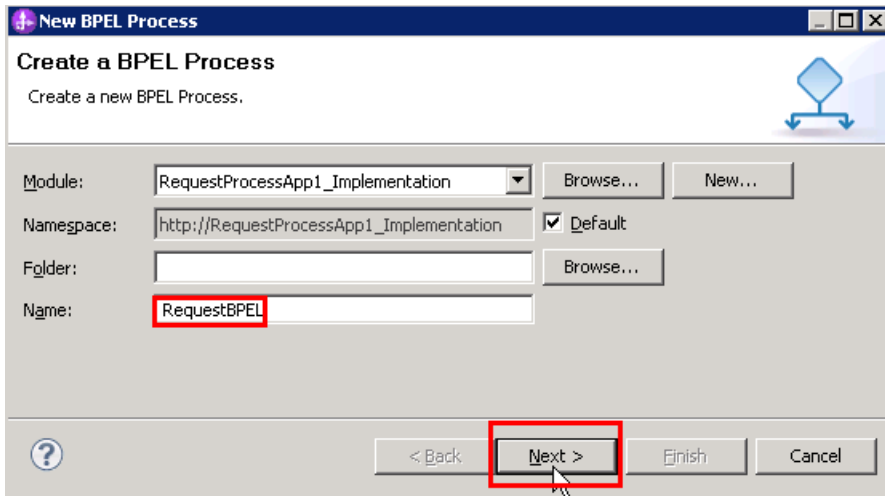 New BPEL Process
Create a BPEL Process
Create a new BPEL Process.
Module: RequestProcessApp1_Implementation Browse... New...
Namespace: http://RequestProcessApp1_Implementation Default
Folder: Browse...
Name: RequestBPEL
? < Back Next > Finish Cancel